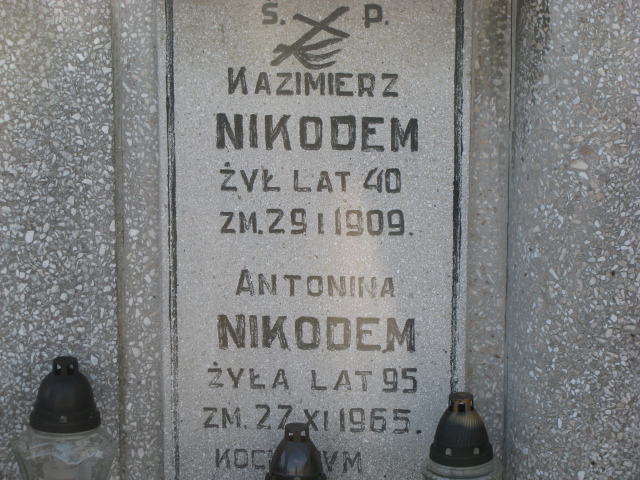 Ś. P.
KAZIMIERZ
NIKODEM
ŻYŁ LAT 40
ZM. 29 I 1909.
ANTONINA
NIKODEM
ŻYŁA LAT 95
ZM. 27 XI 1965.